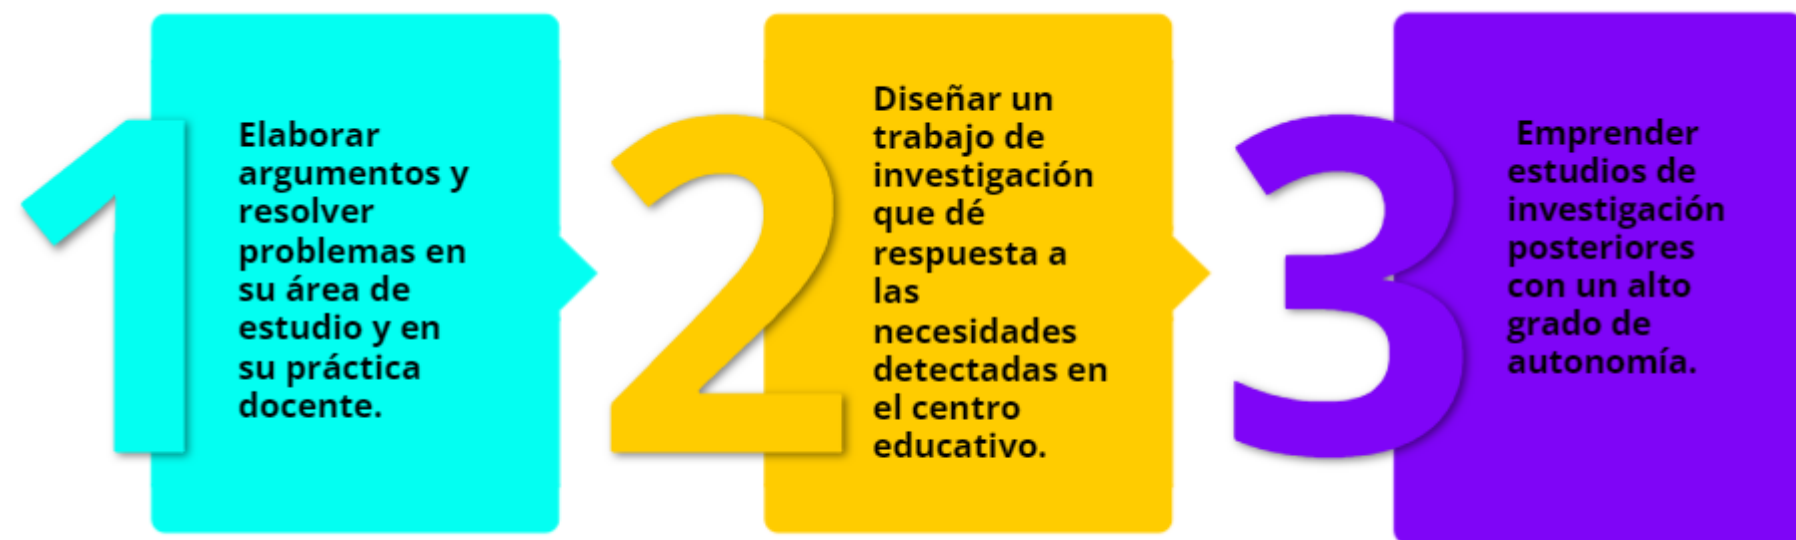 1
Elaborar
argumentos y
resolver
problemas en
su área de
estudio y en
su práctica
docente.
2
Diseñar un
trabajo de
investigación
que dé
respuesta a
las
necesidades
detectadas en
el centro
educativo.
3
Emprender
estudios de
investigación
posteriores
con un alto
grado de
autonomía.